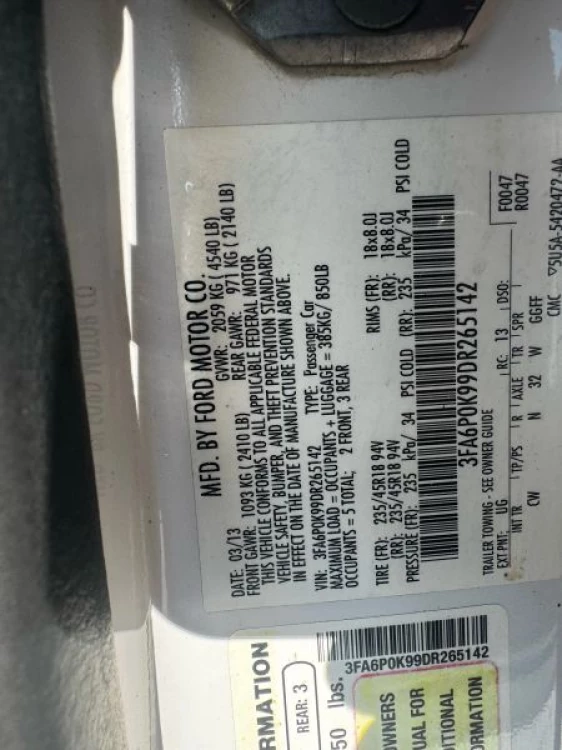 MFD. BY FORD MOTOR CO.
DATE: 03/13 GVWR: 2059 KG ( 4540 LB)
FRONT GAWR: 1093 KG ( 2410 LB) REAR GAWR: 971 KG ( 2140 LB)
THIS VEHICLE CONFORMS TO ALL APPLICABLE FEDERAL MOTOR
VEHICLE SAFETY, BUMPER, AND THEFT PREVENTION STANDARDS
IN EFFECT ON THE DATE OF MANUFACTURE SHOWN ABOVE.
VIN: 3FA6P0K99DR265142 TYPE: Passenger Car
MAXIMUM LOAD = OCCUPANTS + LUGGAGE = 385KG/ 850LB
OCCUPANTS = 5 TOTAL; 2 FRONT, 3 REAR
TIRE (FR): 235/45R18 94V RIMS (FR): 18x8.0J
(RR): 235/45R18 94V (RR): 18x8.0J
PRESSURE (FR): 235 kPa/ 34 PSI COLD (RR): 235 kPa/ 34 PSI COLD
3FA6P0K99DR265142
TRAILER TOWING - SEE OWNER GUIDE F0047
EXT PNT: UG RC: 13 DSO: R0047
INT TR TP/PS R AXLE TR SPR
CW N 32 W GGFF
CMC 5U5A-5420472-AA
RMATION
REAR: 3
50 lbs.
3FA6P0K99DR265142
OWNERS
UAL FOR
DITIONAL
ORMATION